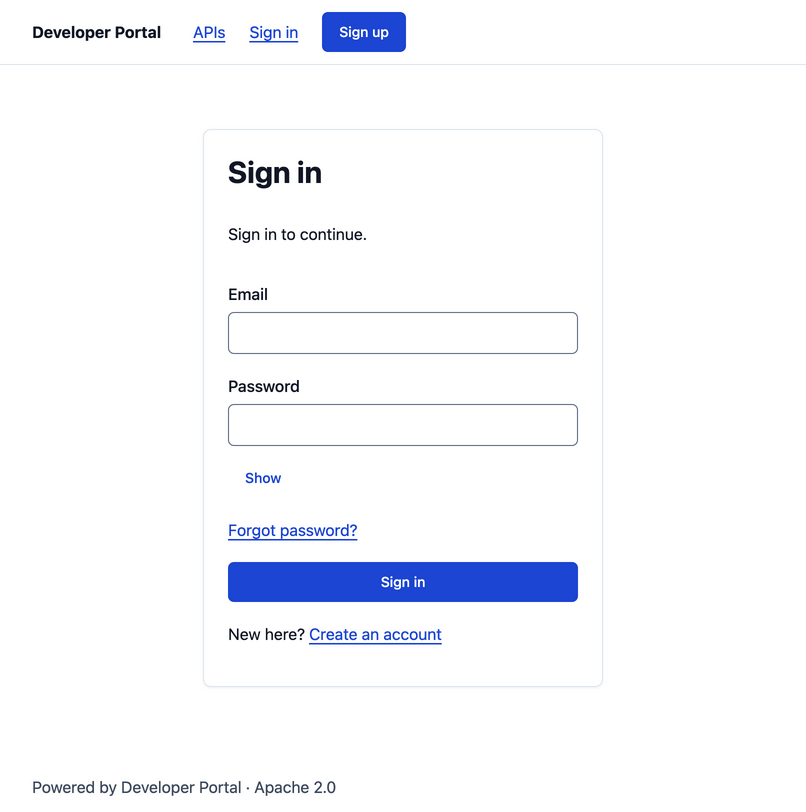 Developer Portal APIs Sign in Sign up
Sign in
Sign in to continue.
Email
Password
Show
Forgot password?
Sign in
New here? Create an account
Powered by Developer Portal · Apache 2.0